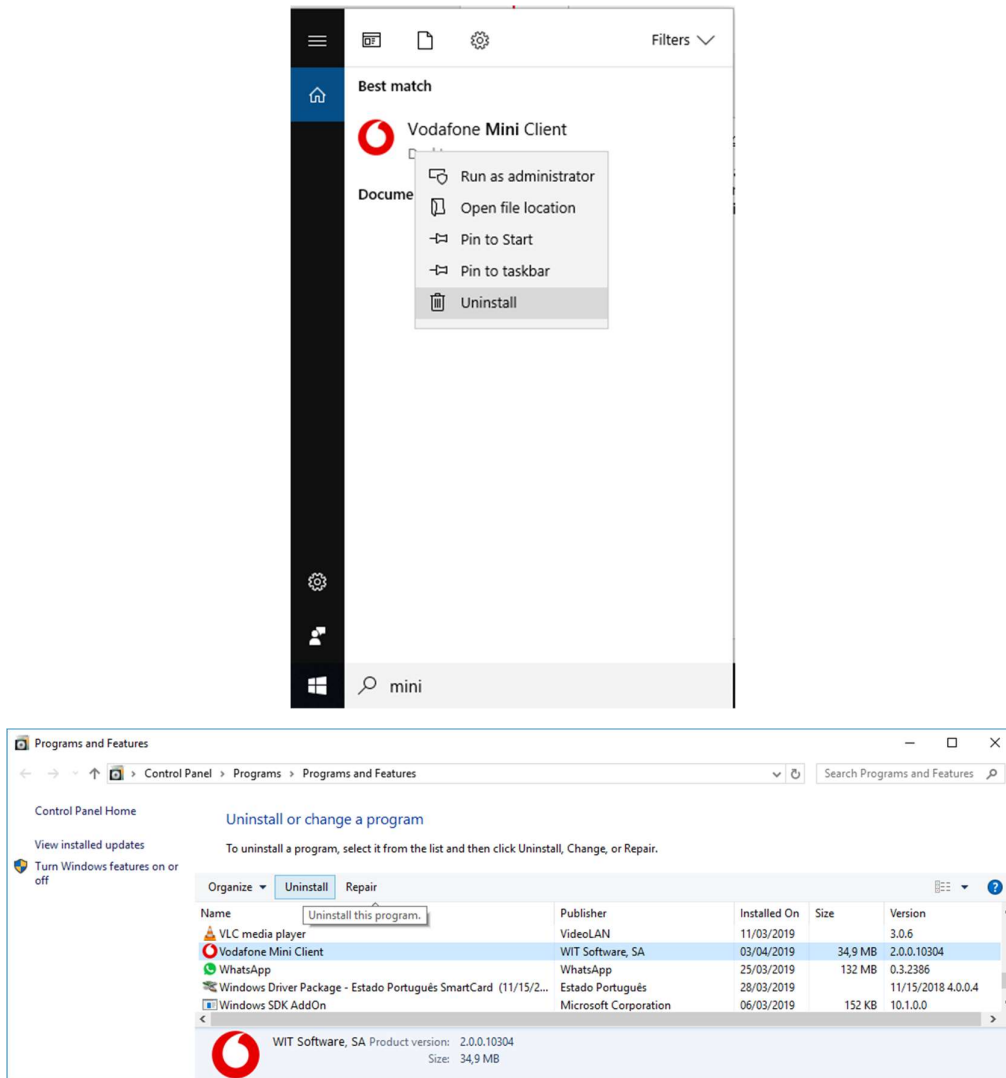 Filters
Best match
Vodafone Mini Client
Run as administrator
Docume
Open file location
Pin to Start
Pin to taskbar
Uninstall
mini
Programs and Features
Control Panel > Programs > Programs and Features
Search Programs and Features
Control Panel Home
Uninstall or change a program
View installed updates
To uninstall a program, select it from the list and then click Uninstall, Change, or Repair.
Turn Windows features on or
off
Organize Uninstall Repair
Name Publisher Installed On Size Version
Uninstall this program.
VLC media player VideoLAN 11/03/2019 3.0.6
Vodafone Mini Client WIT Software, SA 03/04/2019 34,9 MB 2.0.0.10304
WhatsApp WhatsApp 25/03/2019 132 MB 0.3.2386
Windows Driver Package - Estado Português SmartCard (11/15/2... Estado Português 28/03/2019 11/15/2018 4.0.0.4
Windows SDK AddOn Microsoft Corporation 06/03/2019 152 KB 10.1.0.0
WIT Software, SA Product version: 2.0.0.10304
Size: 34,9 MB